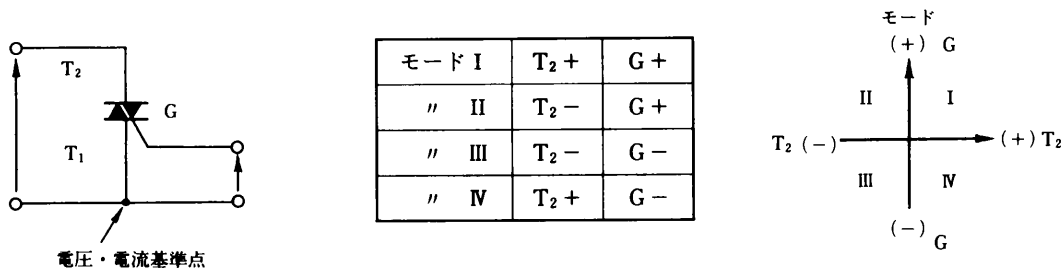 T₂
G
T₁
電圧・電流基準点
モード I T₂+ G+
〃 II T₂− G+
〃 III T₂− G−
〃 IV T₂+ G−
モード
(+) G
II I
T₂ (−) (+) T₂
III IV
(−) G